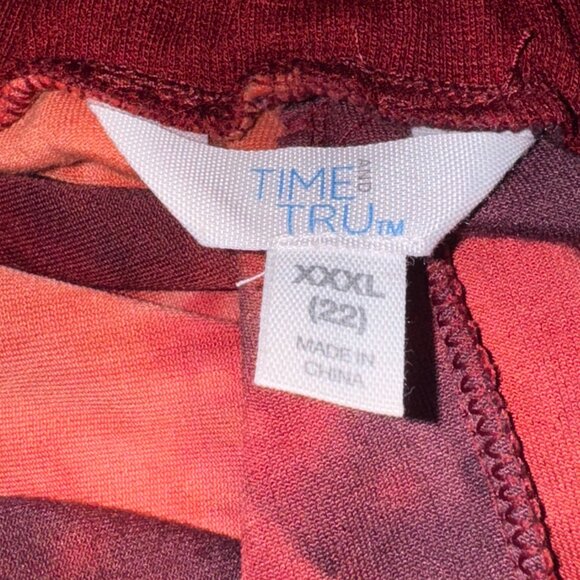 TIME AND
TRU™
XXXL
(22)
MADE IN
CHINA